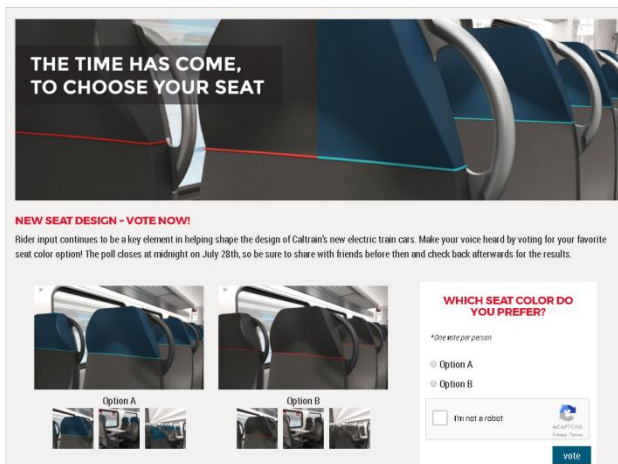 THE TIME HAS COME,
TO CHOOSE YOUR SEAT
NEW SEAT DESIGN - VOTE NOW!
Rider input continues to be a key element in helping shape the design of Caltrain's new electric train cars. Make your voice heard by voting for your favorite
seat color option! The poll closes at midnight on July 28th, so be sure to share with friends before then and check back afterwards for the results.
WHICH SEAT COLOR DO
YOU PREFER?
*One vote per person
Option A
Option B
I'm not a robot
reCAPTCHA
Privacy - Terms
vote
Option A
Option B